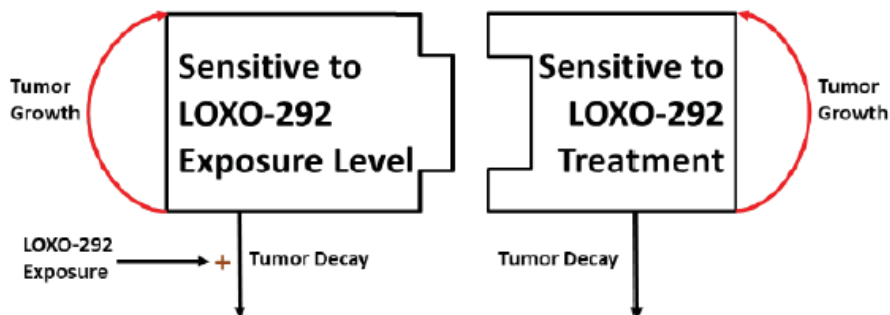 Tumor
Growth
Sensitive to
LOXO-292
Exposure Level
Sensitive to
LOXO-292
Treatment
Tumor
Growth
LOXO-292
Exposure
+
Tumor Decay
Tumor Decay